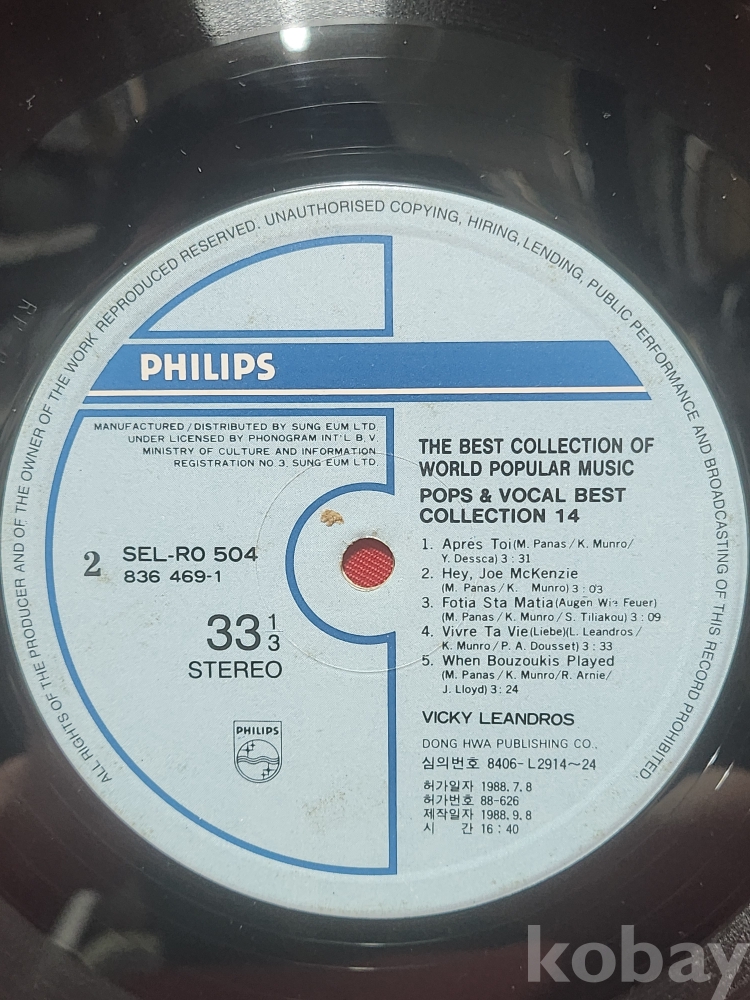 ALL RIGHTS OF THE PRODUCER AND OF THE OWNER OF THE WORK REPRODUCED RESERVED. UNAUTHORISED COPYING, HIRING, LENDING, PUBLIC PERFORMANCE AND BROADCASTING OF THIS RECORD PROHIBITED.
PHILIPS
MANUFACTURED / DISTRIBUTED BY SUNG EUM LTD.
UNDER LICENSED BY PHONOGRAM INT'L B. V.
MINISTRY OF CULTURE AND INFORMATION
REGISTRATION NO 3. SUNG EUM LTD.
2
SEL-RO 504
836 469-1
33 1/3
STEREO
PHILIPS
THE BEST COLLECTION OF
WORLD POPULAR MUSIC
POPS & VOCAL BEST
COLLECTION 14
1. Apres Toi(M. Panas / K. Munro/
Y. Dessca) 3 : 31
2. Hey, Joe McKenzie
(M. Panas / K. Munro) 3 : 03
3. Fotia Sta Matia(Augen Wie Feuer)
(M. Panas / K. Munro / S. Tiliakou) 3 : 09
4. Vivre Ta Vie(Liebe)(L. Leandros /
K. Munro / P. A. Dousset) 3 : 33
5. When Bouzoukis Played
(M. Panas / K. Munro/R. Arnie/
J. Lloyd) 3 : 24
VICKY LEANDROS
DONG HWA PUBLISHING CO.,
심의번호 8406-L2914~24
허가일자 1988.7.8
허가번호 88-626
제작일자 1988.9.8
시 간 16 : 40
kobay